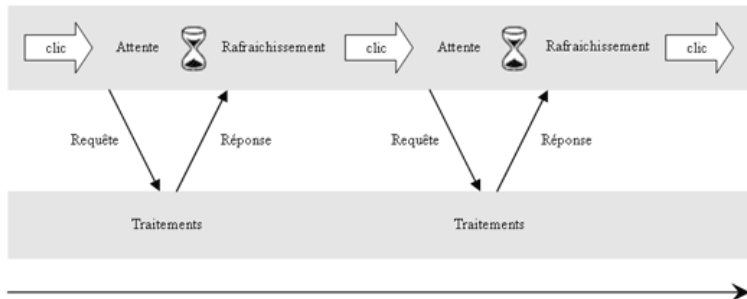 clic Attente Rafraichissement clic Attente Rafraichissement clic
Requête Réponse Requête Réponse
Traitements Traitements